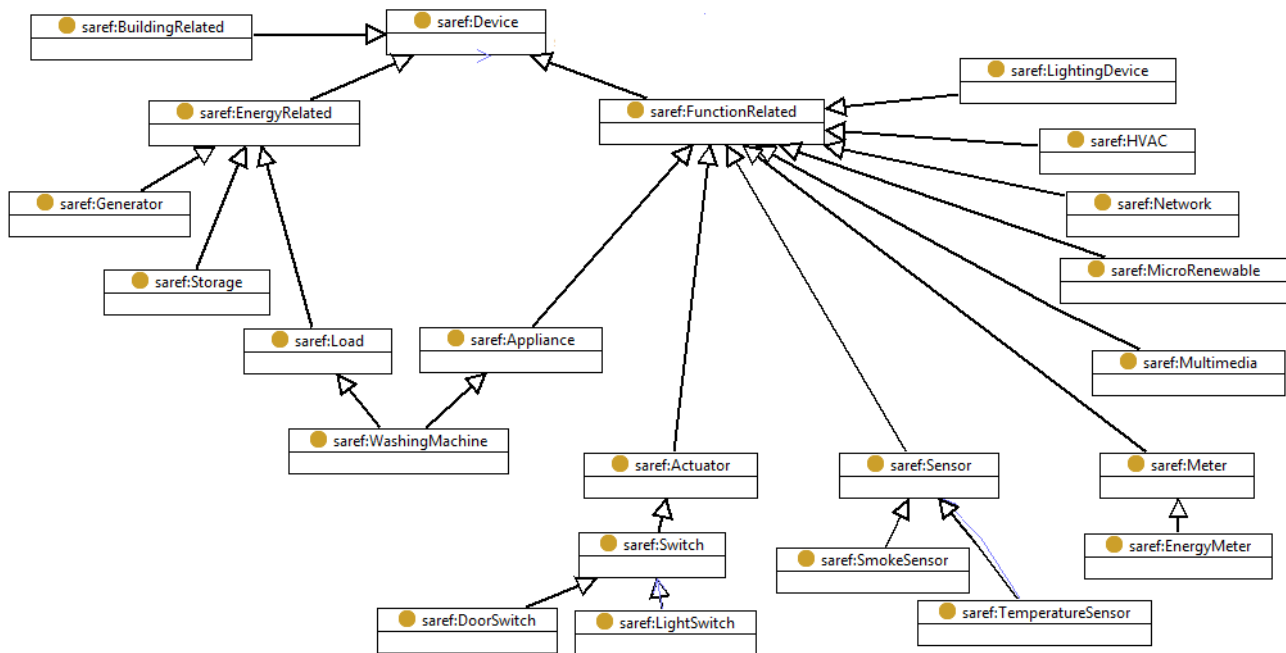 saref:Device
saref:BuildingRelated
saref:LightingDevice
saref:EnergyRelated
saref:FunctionRelated
saref:HVAC
saref:Generator
saref:Network
saref:Storage
saref:MicroRenewable
saref:Load
saref:Appliance
saref:Multimedia
saref:WashingMachine
saref:Actuator
saref:Sensor
saref:Meter
saref:Switch
saref:SmokeSensor
saref:EnergyMeter
saref:DoorSwitch
saref:LightSwitch
saref:TemperatureSensor